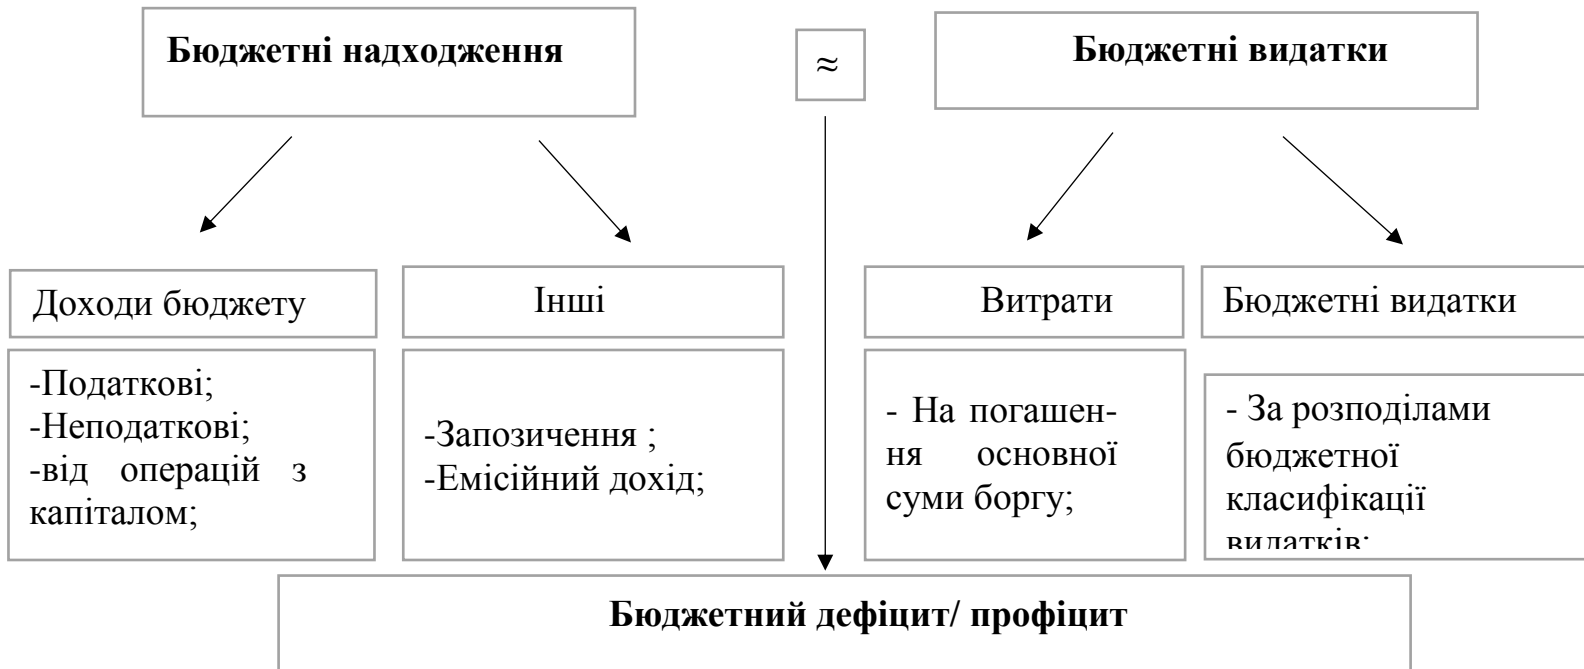 Бюджетні надходження
≈
Бюджетні видатки
Доходи бюджету
Інші
Витрати
Бюджетні видатки
-Податкові;
-Неподаткові;
-від операцій з
капіталом;
-Запозичення ;
-Емісійний дохід;
- На погашен-
ня основної
суми боргу;
- За розподілами
бюджетної
класифікації
видатків;
Бюджетний дефіцит/ профіцит